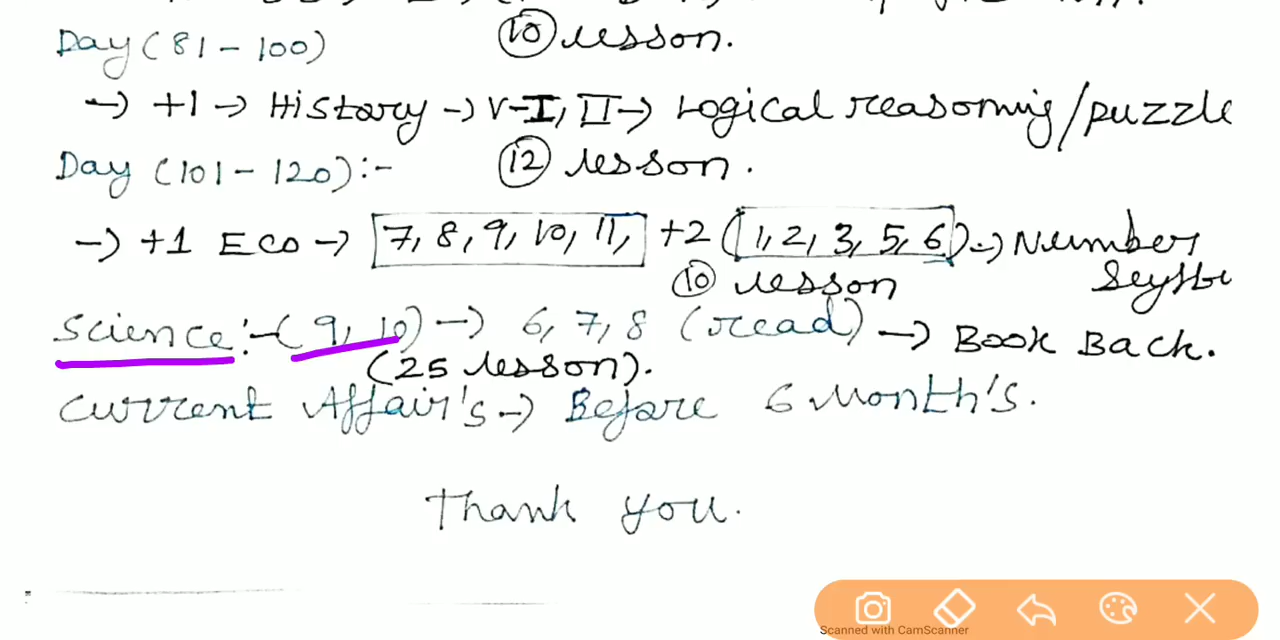 Day (81 - 100) 10 lesson.
→ +1 → History → V-I, II → Logical reasoning/puzzle
Day (101 - 120) :- 12 lesson.
→ +1 Eco → 7, 8, 9, 10, 11, +2 (1, 2, 3, 5, 6) → Number
10 lesson
Science :- (9, 10) → 6, 7, 8 (read) → Book Back.
(25 lesson).
Current Affair's → Before 6 Month's.
Thank you.
Scanned with CamScanner